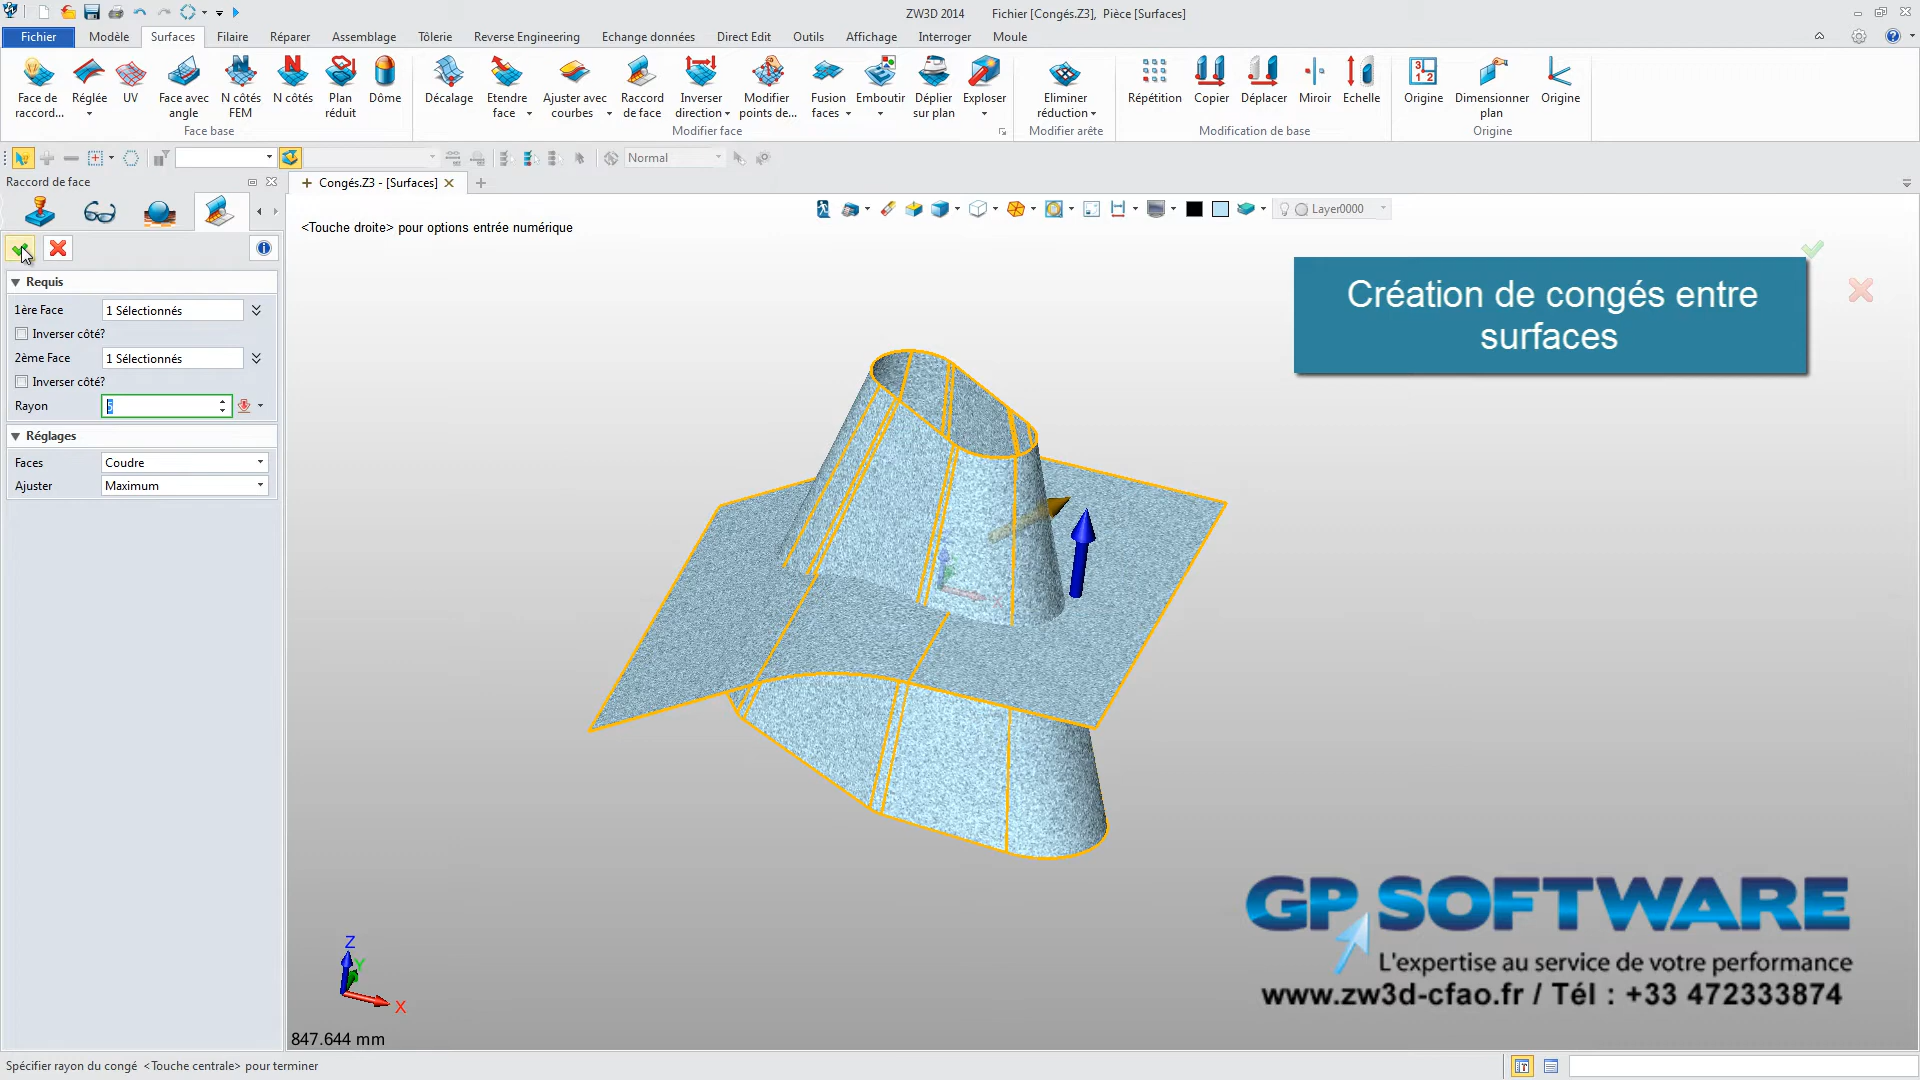 ZW3D 2014 Fichier [Congés.Z3], Pièce [Surfaces]
Fichier Modèle Surfaces Filaire Réparer Assemblage Tôlerie Reverse Engineering Echange données Direct Edit Outils Affichage Interroger Moule
Face de raccord... Réglée UV Face avec angle N côtés FEM N côtés Plan réduit Dôme
Décalage Etendre face Ajuster avec courbes Raccord de face Inverser direction Modifier points de... Fusion faces Emboutir Déplier sur plan Exploser
Eliminer réduction Répétition Copier Déplacer Miroir Echelle Origine Dimensionner plan Origine
Face base Modifier face Modifier arête Modification de base Origine
Normal
Raccord de face
Congés.Z3 - [Surfaces]
Layer0000
<Touche droite> pour options entrée numérique
Création de congés entre
surfaces
Requis
1ère Face 1 Sélectionnés
Inverser côté?
2ème Face 1 Sélectionnés
Inverser côté?
Rayon
Réglages
Faces Coudre
Ajuster Maximum
Z
Y
X
X
847.644 mm
GP SOFTWARE
L'expertise au service de votre performance
www.zw3d-cfao.fr / Tél : +33 472333874
Spécifier rayon du congé <Touche centrale> pour terminer